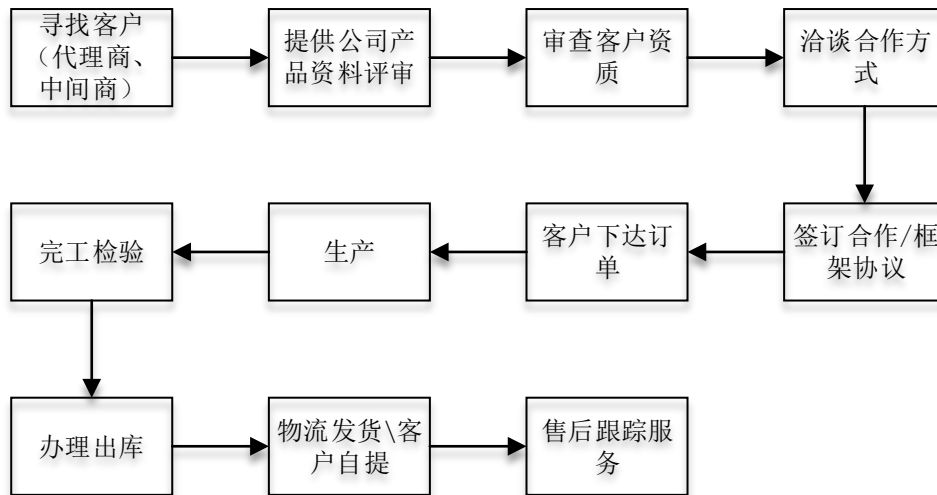 寻找客户
（代理商、
中间商）
提供公司产
品资料评审
审查客户资
质
洽谈合作方
式
签订合作/框
架协议
客户下达订
单
生产
完工检验
办理出库
物流发货\客
户自提
售后跟踪服
务